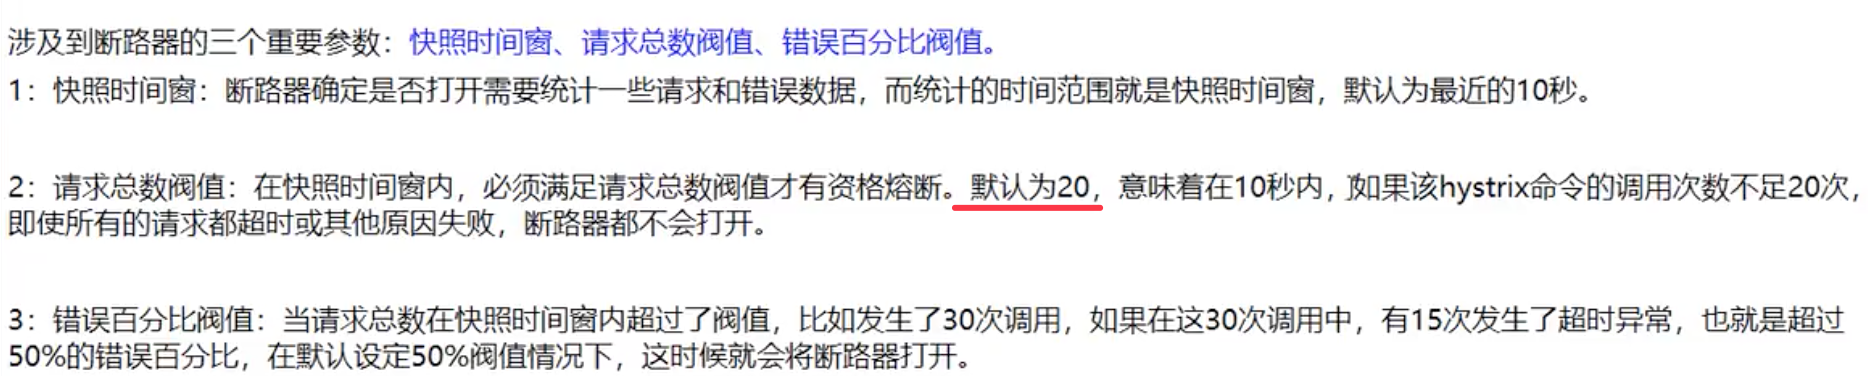 涉及到断路器的三个重要参数：快照时间窗、请求总数阀值、错误百分比阀值。
1：快照时间窗：断路器确定是否打开需要统计一些请求和错误数据，而统计的时间范围就是快照时间窗，默认为最近的10秒。
2：请求总数阀值：在快照时间窗内，必须满足请求总数阀值才有资格熔断。默认为20，意味着在10秒内，如果该hystrix命令的调用次数不足20次，
即使所有的请求都超时或其他原因失败，断路器都不会打开。
3：错误百分比阀值：当请求总数在快照时间窗内超过了阀值，比如发生了30次调用，如果在这30次调用中，有15次发生了超时异常，也就是超过
50%的错误百分比，在默认设定50%阀值情况下，这时候就会将断路器打开。